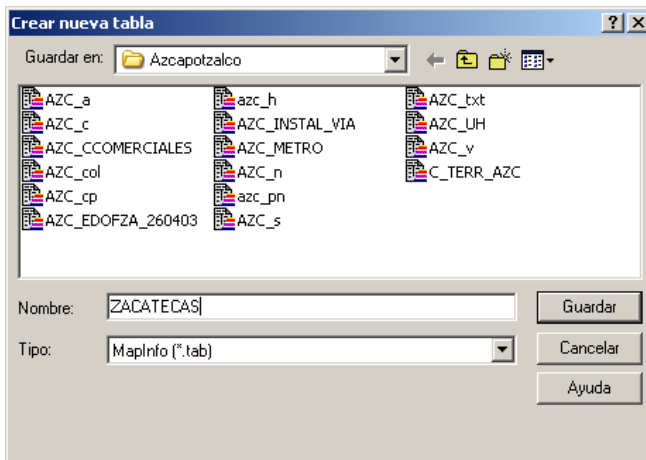 Crear nueva tabla
Guardar en: Azcapotzalco
AZC_a azc_h AZC_txt
AZC_c AZC_INSTAL_VIA AZC_UH
AZC_CCOMERCIALES AZC_METRO AZC_v
AZC_col AZC_n C_TERR_AZC
AZC_cp azc_pn
AZC_EDOFZA_260403 AZC_s
Nombre: ZACATECAS Guardar
Tipo: MapInfo (*.tab) Cancelar
Ayuda